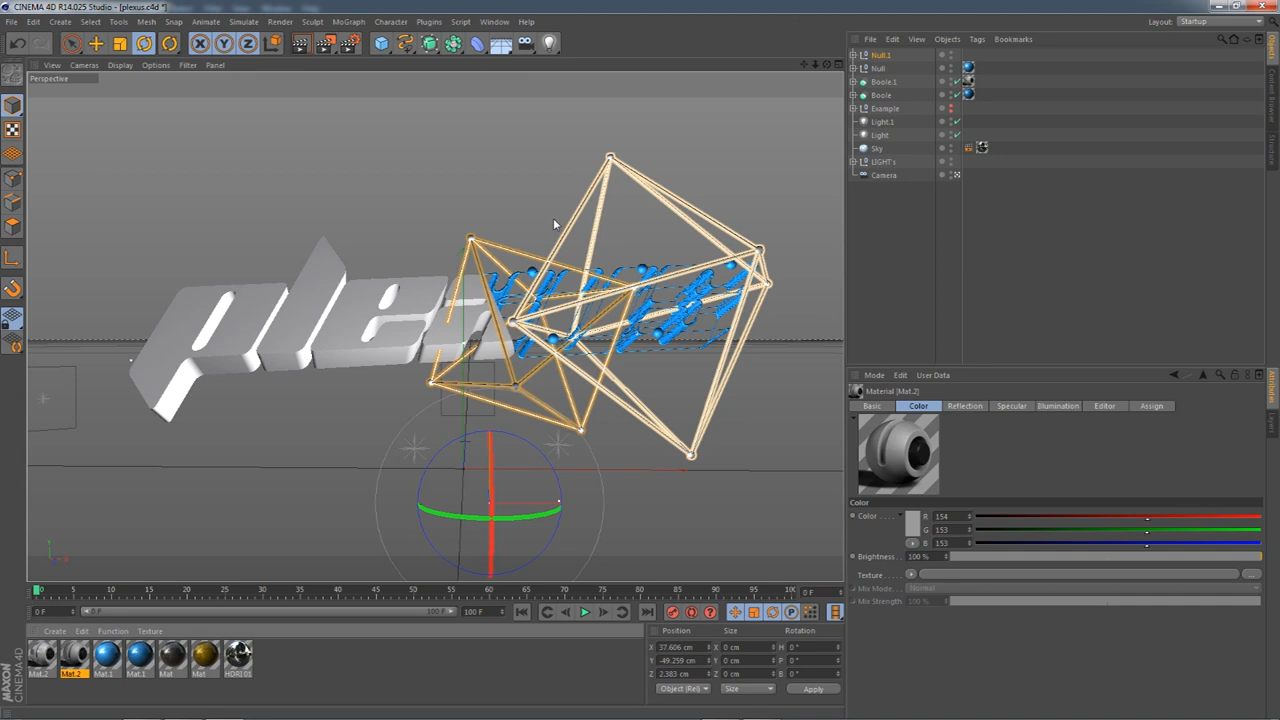 CINEMA 4D R14.025 Studio - [plexus.c4d *]
File Edit Create Select Tools Mesh Snap Animate Simulate Render Sculpt MoGraph Character Plugins Script Window Help Layout: Startup
X Y Z
View Cameras Display Options Filter Panel
Perspective
File Edit View Objects Tags Bookmarks
Null.1
Null
Boole.1
Boole
Example
Light.1
Light
Sky
LIGHT's
Camera
Objects
Content Browser
Structure
Mode Edit User Data
Material [Mat.2]
Basic Color Reflection Specular Illumination Editor Assign
Attributes
Layers
Color
Color R 154
G 153
B 153
Brightness 100 %
Texture
Mix Mode Normal
Mix Strength 100 %
0 5 10 15 20 25 30 35 40 45 50 55 60 65 70 75 80 85 90 95 100 0 F
0 F 0 F 100 F 100 F
Create Edit Function Texture
Mat.2 Mat.2 Mat.1 Mat.1 Mat Mat HDRI01
Position Size Rotation
X 37.606 cm X 0 cm H 0 °
Y -49.259 cm Y 0 cm P 0 °
Z 2.383 cm Z 0 cm B 0 °
Object (Rel) Size Apply
MAXON
CINEMA 4D